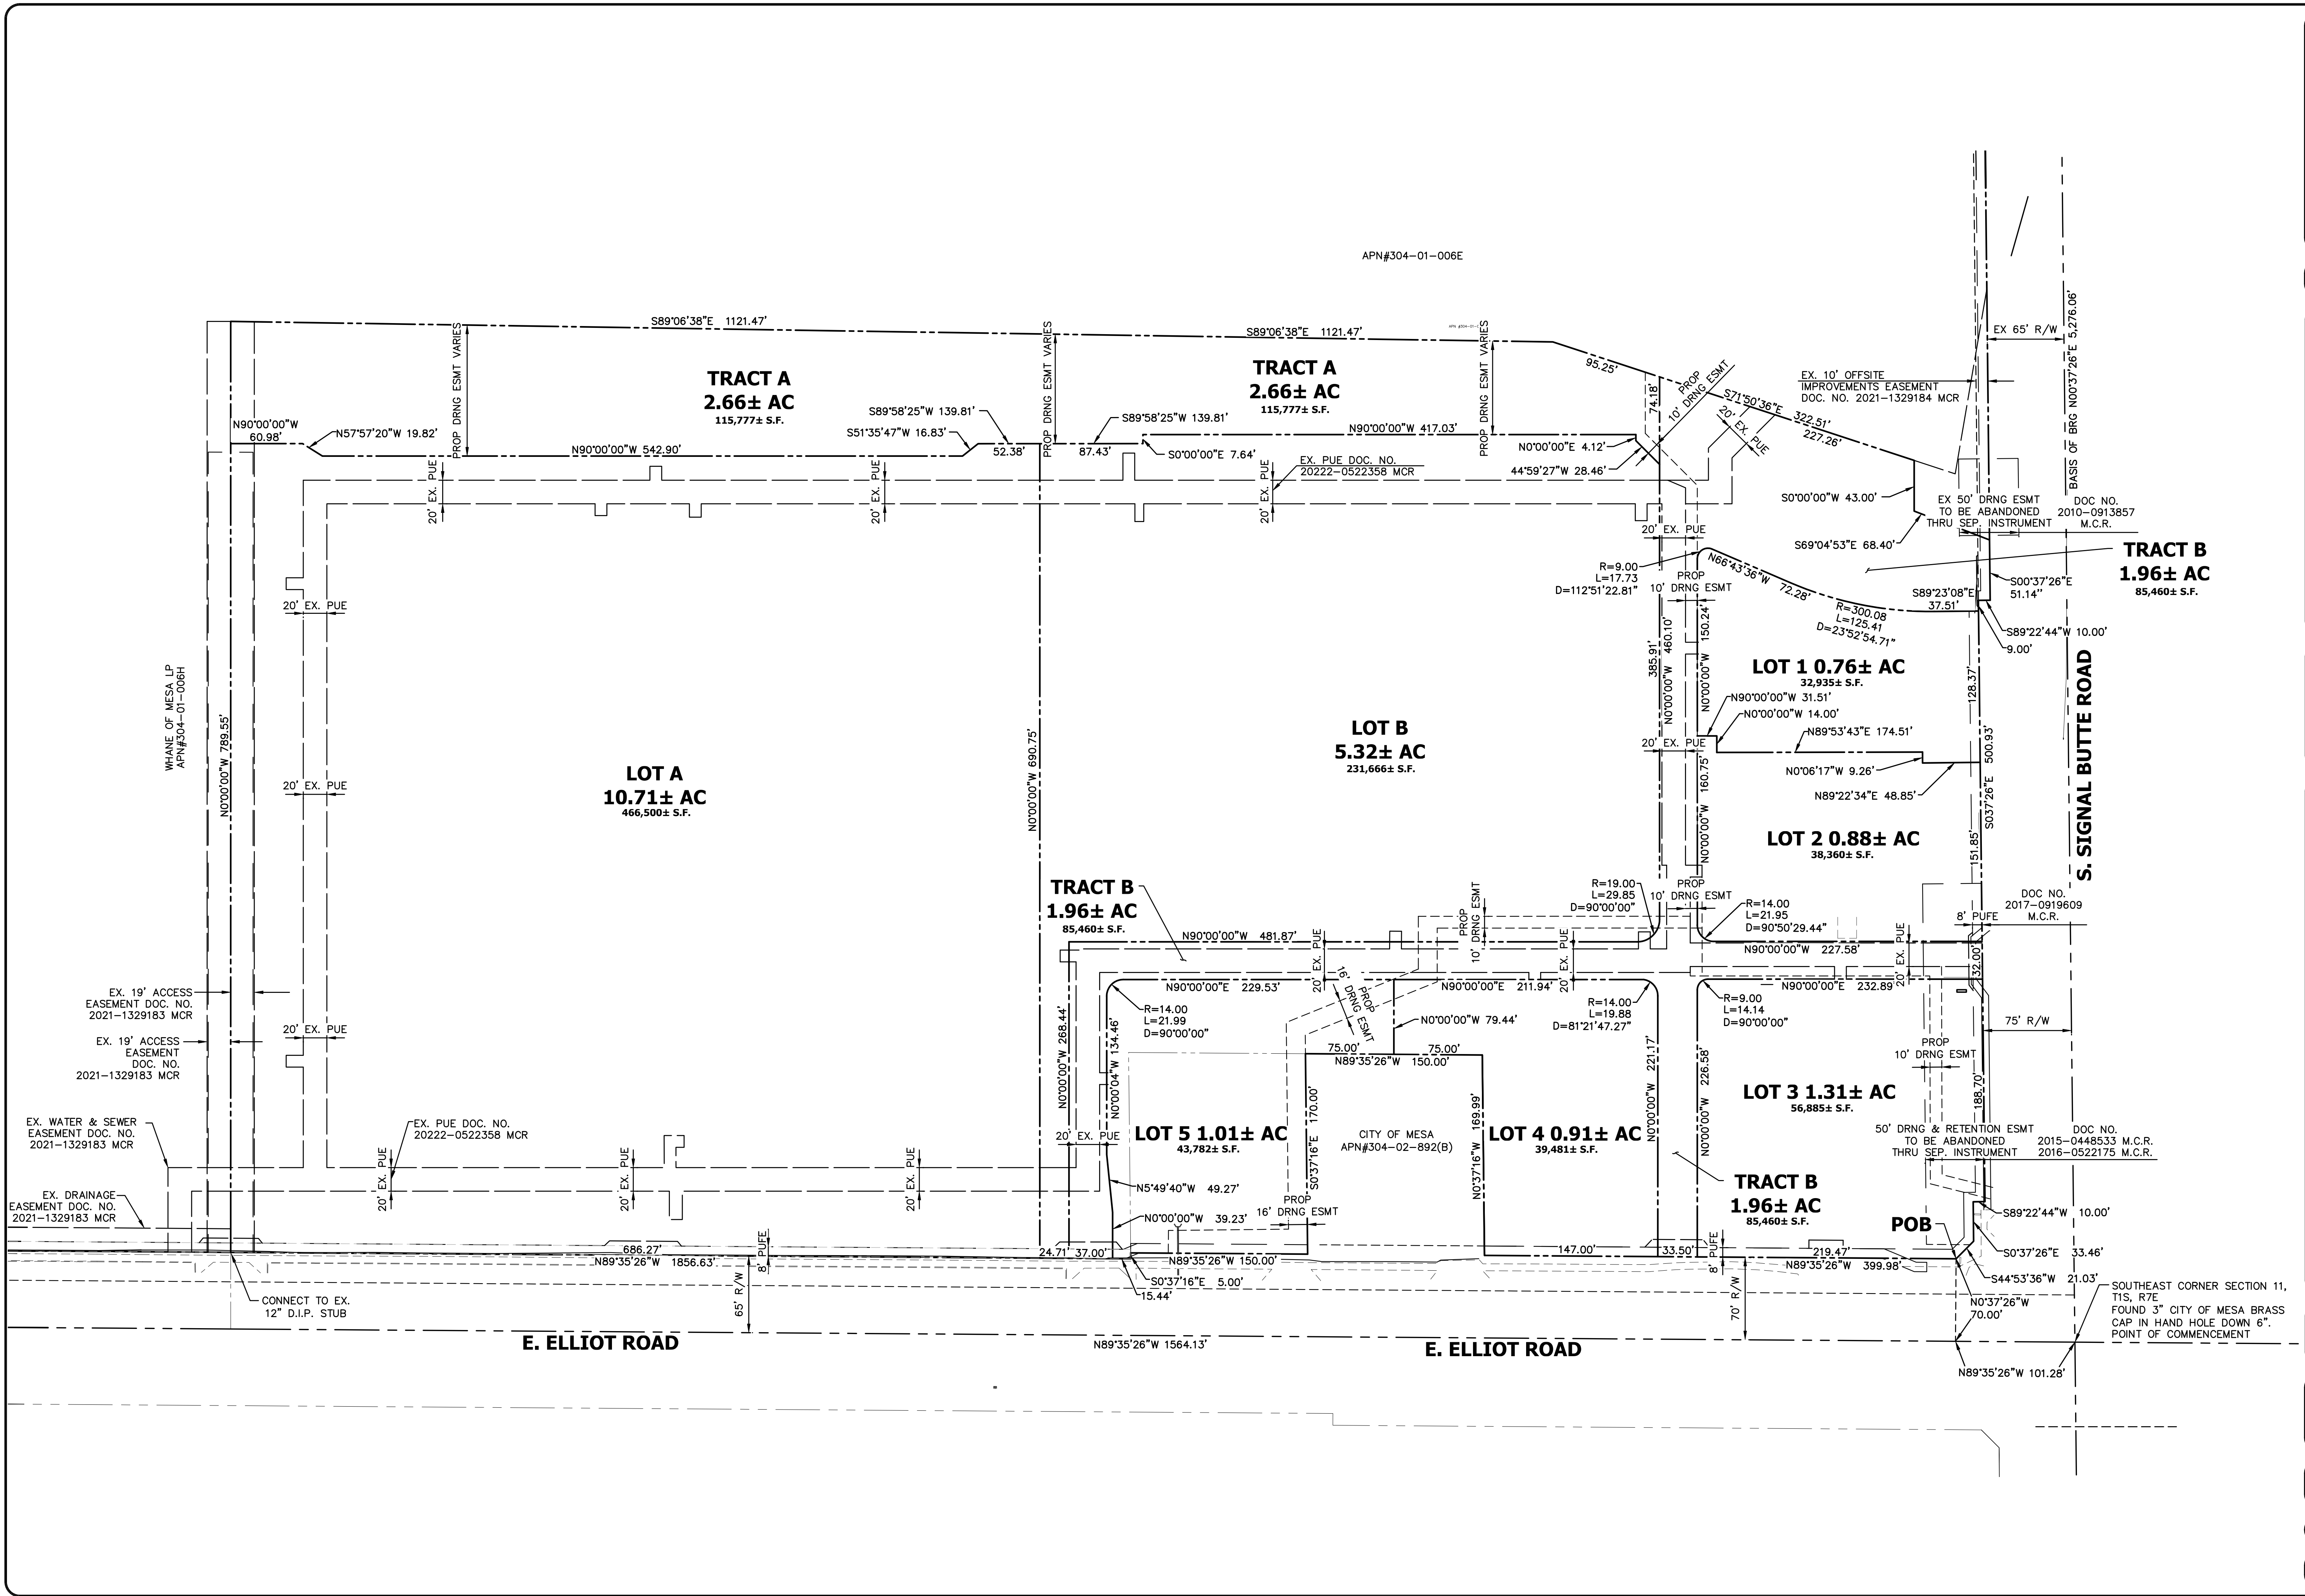 APN#304-01-006E
S89°06'38"E 1121.47'
S89°06'38"E 1121.47'
PROP DRNG ESMT VARIES
PROP DRNG ESMT VARIES
PROP DRNG ESMT VARIES
TRACT A
2.66± AC
115,777± S.F.
TRACT A
2.66± AC
115,777± S.F.
95.25'
74.18'
PROP
10' DRNG ESMT
S71°50'36"E 322.51'
227.26'
20' EX. PUE
EX. 10' OFFSITE
IMPROVEMENTS EASEMENT
DOC. NO. 2021-1329184 MCR
EX 65' R/W
BASIS OF BRG N00°37'26"E 5,276.06'
N90°00'00"W
60.98'
N57°57'20"W 19.82'
N90°00'00"W 542.90'
S89°58'25"W 139.81'
S51°35'47"W 16.83'
52.38'
87.43'
S89°58'25"W 139.81'
S0°00'00"E 7.64'
N90°00'00"W 417.03'
N0°00'00"E 4.12'
44°59'27"W 28.46'
EX. PUE DOC. NO.
20222-0522358 MCR
20' EX. PUE
20' EX. PUE
20' EX. PUE
S0°00'00"W 43.00'
EX 50' DRNG ESMT
TO BE ABANDONED
THRU SEP. INSTRUMENT
DOC NO.
2010-0913857
M.C.R.
S69°04'53"E 68.40'
TRACT B
1.96± AC
85,460± S.F.
20' EX. PUE
R=9.00
L=17.73
D=112°51'22.81"
PROP
10' DRNG ESMT
N66°43'36"W 72.28'
R=300.08
L=125.41
D=23°52'54.71"
S89°23'08"E
37.51'
S00°37'26"E
51.14''
S89°22'44"W 10.00'
9.00'
20' EX. PUE
WHANE OF MESA LP
APN#304-01-006H
N0°00'00"W 789.55'
20' EX. PUE
LOT A
10.71± AC
466,500± S.F.
N0°00'00"W 690.75'
LOT B
5.32± AC
231,666± S.F.
385.91'
N0°00'00"W 460.10'
N0°00'00"W 150.24'
LOT 1 0.76± AC
32,935± S.F.
N90°00'00"W 31.51'
N0°00'00"W 14.00'
N89°53'43"E 174.51'
20' EX. PUE
N0°00'00"W 160.75'
N0°06'17"W 9.26'
N89°22'34"E 48.85'
128.37'
S037'26"E 500.93'
S. SIGNAL BUTTE ROAD
LOT 2 0.88± AC
38,360± S.F.
151.85'
TRACT B
1.96± AC
85,460± S.F.
PROP
10' DRNG ESMT
R=19.00
L=29.85
D=90°00'00"
PROP
10' DRNG ESMT
R=14.00
L=21.95
D=90°50'29.44"
DOC NO.
2017-0919609
M.C.R.
8' PUFE
N90°00'00"W 481.87'
20' EX. PUE
20' EX. PUE
N90°00'00"W 227.58'
20' EX. PUE
32.00'
N90°00'00"E 229.53'
16' PROP
DRNG ESMT
N90°00'00"E 211.94'
N90°00'00"E 232.89
EX. 19' ACCESS
EASEMENT DOC. NO.
2021-1329183 MCR
R=14.00
L=21.99
D=90°00'00"
N0°00'00"W 79.44'
R=14.00
L=19.88
D=81°21'47.27"
R=9.00
L=14.14
D=90°00'00"
75' R/W
20' EX. PUE
EX. 19' ACCESS
EASEMENT
DOC. NO.
2021-1329183 MCR
N0°00'00"W 268.44'
N0°00'04"W 134.46'
75.00'
75.00'
N89°35'26"W 150.00'
N0°00'00"W 221.17'
N0°00'00"W 226.58'
PROP
10' DRNG ESMT
LOT 3 1.31± AC
56,885± S.F.
188.70'
EX. WATER & SEWER
EASEMENT DOC. NO.
2021-1329183 MCR
EX. PUE DOC. NO.
20222-0522358 MCR
20' EX. PUE
LOT 5 1.01± AC
43,782± S.F.
S0°37'16"E 170.00'
CITY OF MESA
APN#304-02-892(B)
N0°37'16"W 169.99'
LOT 4 0.91± AC
39,481± S.F.
50' DRNG & RETENTION ESMT
TO BE ABANDONED
THRU SEP. INSTRUMENT
DOC NO.
2015-0448533 M.C.R.
2016-0522175 M.C.R.
20' EX. PUE
20' EX. PUE
20' EX. PUE
TRACT B
1.96± AC
85,460± S.F.
EX. DRAINAGE
EASEMENT DOC. NO.
2021-1329183 MCR
N5°49'40"W 49.27'
N0°00'00"W 39.23'
PROP
16' DRNG ESMT
POB
S89°22'44"W 10.00'
S0°37'26"E 33.46'
S44°53'36"W 21.03'
686.27'
N89°35'26"W 1856.63'
8' PUFE
24.71'
37.00'
N89°35'26"W 150.00'
S0°37'16"E 5.00'
15.44'
147.00'
33.50'
8' PUFE
219.47'
N89°35'26"W 399.98'
CONNECT TO EX.
12" D.I.P. STUB
65' R/W
70' R/W
N0°37'26"W
70.00'
SOUTHEAST CORNER SECTION 11,
T1S, R7E
FOUND 3" CITY OF MESA BRASS
CAP IN HAND HOLE DOWN 6".
POINT OF COMMENCEMENT
E. ELLIOT ROAD
N89°35'26"W 1564.13'
E. ELLIOT ROAD
N89°35'26"W 101.28'